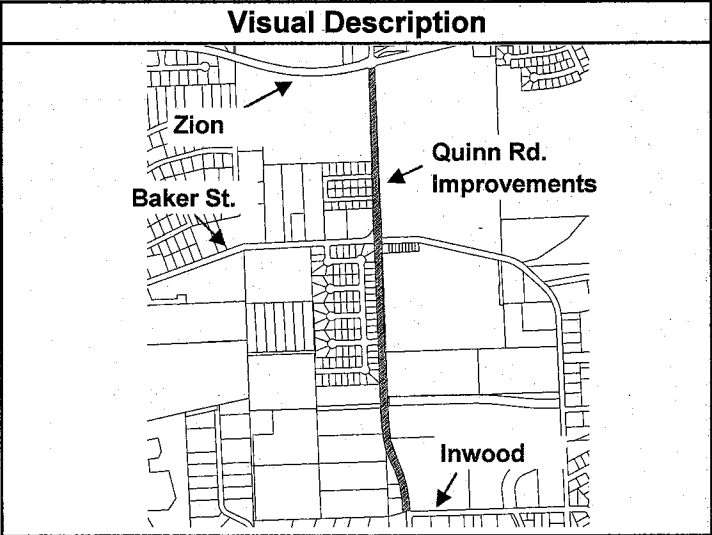 Visual Description
Zion
Quinn Rd.
Improvements
Baker St.
Inwood